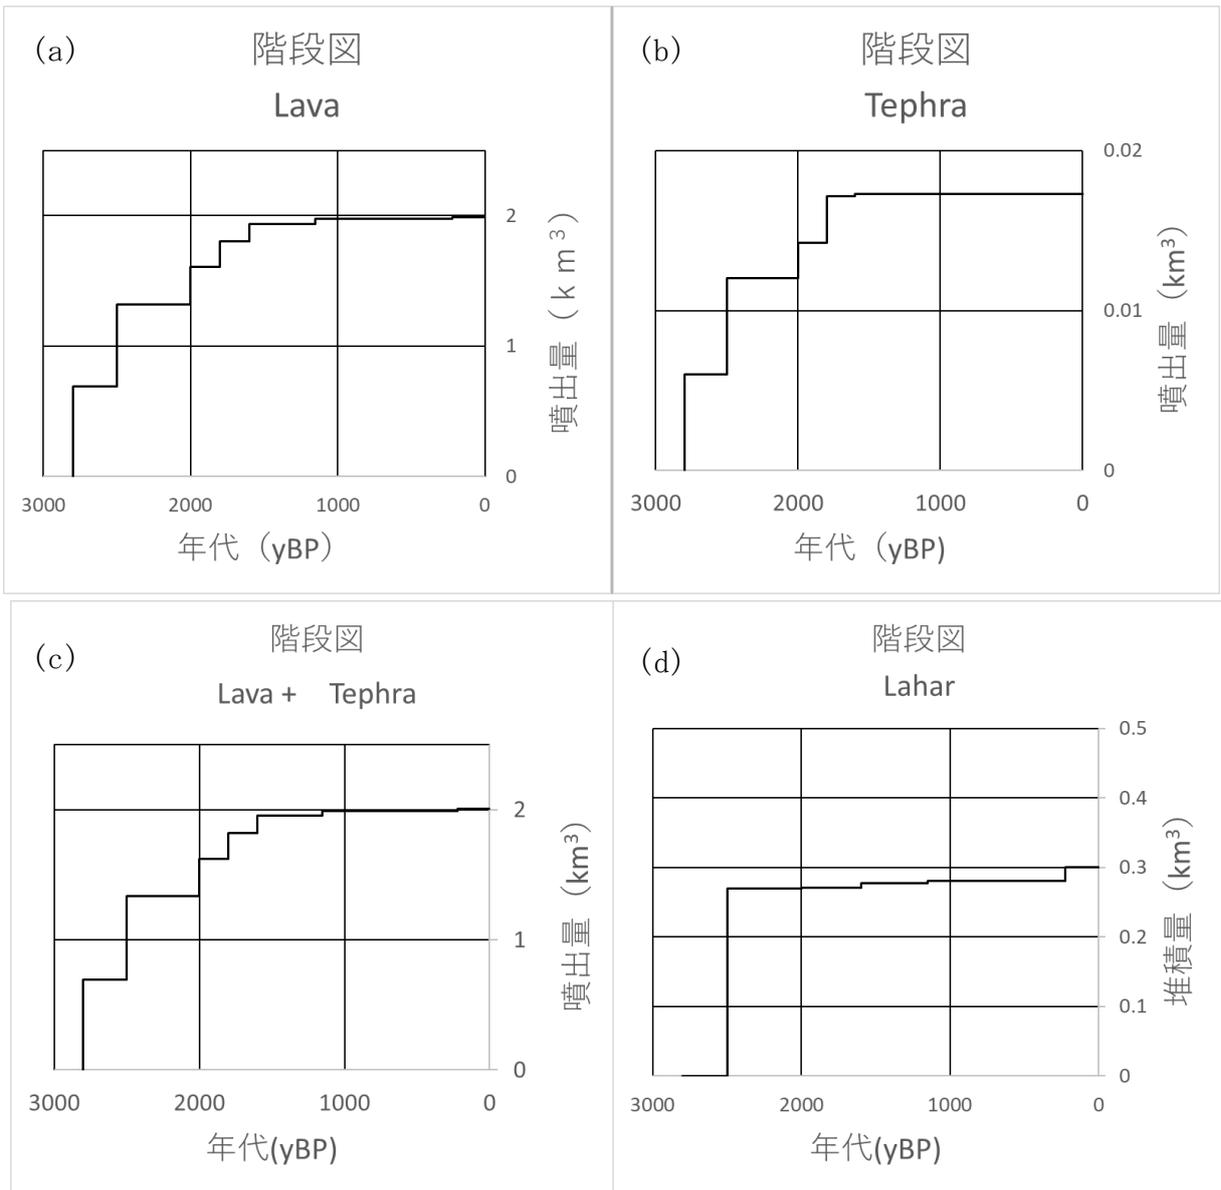 (a)
階段図
Lava
2
1
0
噴出量（ｋｍ³）
3000 2000 1000 0
年代（yBP）
(b)
階段図
Tephra
0.02
0.01
0
噴出量（km³）
3000 2000 1000 0
年代（yBP)
(c)
階段図
Lava + Tephra
2
1
0
噴出量（km³）
3000 2000 1000 0
年代(yBP)
(d)
階段図
Lahar
0.5
0.4
0.3
0.2
0.1
0
堆積量（km³）
3000 2000 1000 0
年代(yBP)